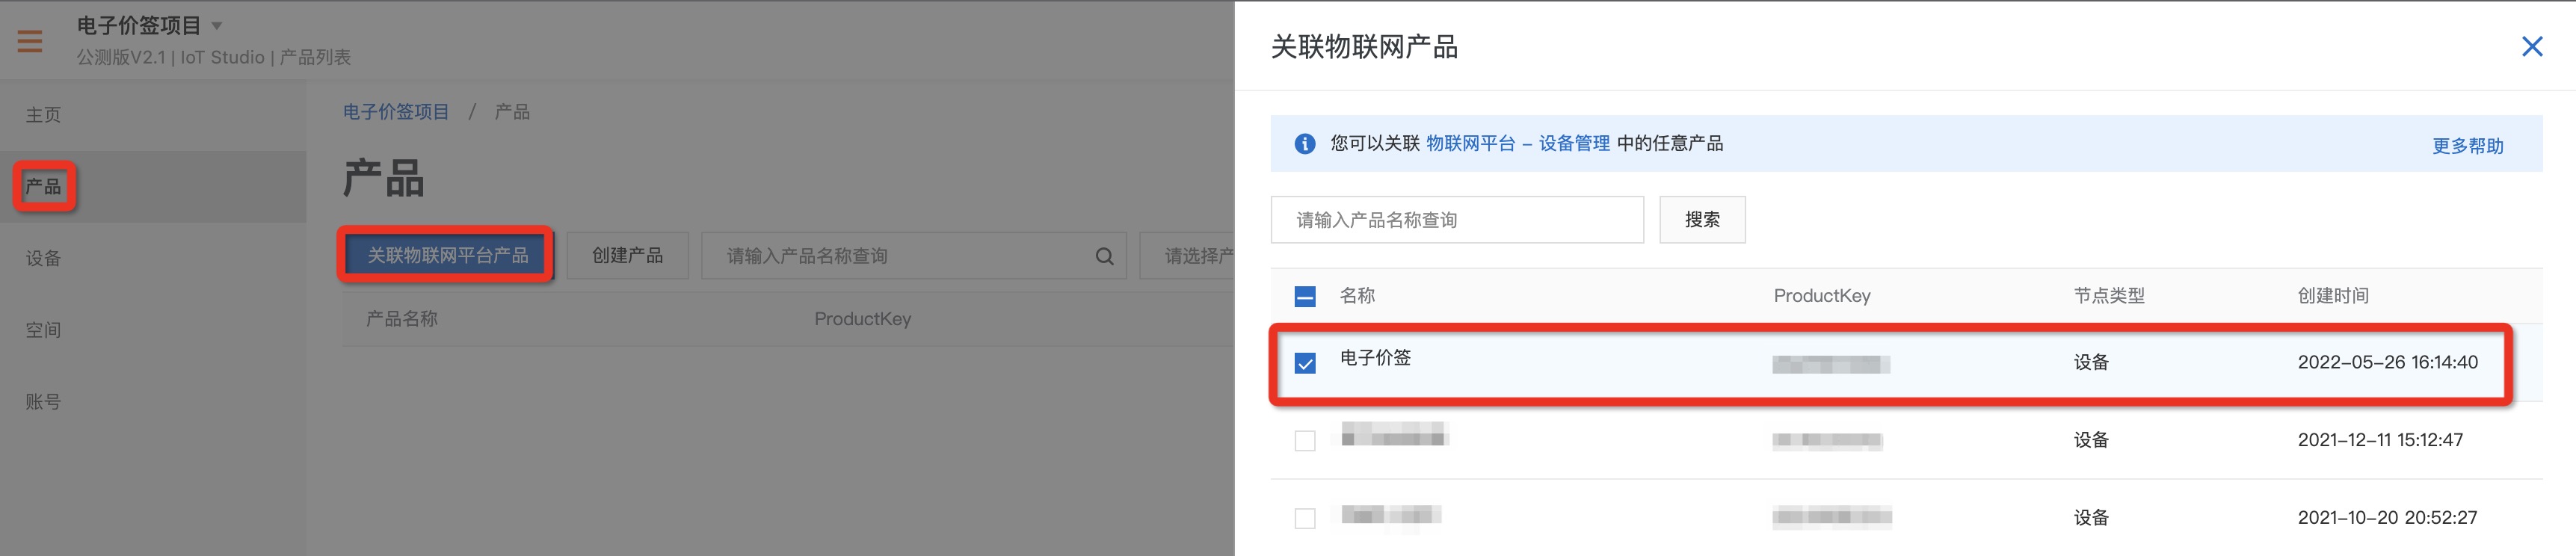 电子价签项目
公测版V2.1 | IoT Studio | 产品列表
主页
产品
设备
空间
账号
电子价签项目 / 产品
产品
关联物联网平台产品 创建产品 请输入产品名称查询 请选择产
产品名称 ProductKey
关联物联网产品
您可以关联 物联网平台 – 设备管理 中的任意产品 更多帮助
请输入产品名称查询 搜索
名称 ProductKey 节点类型 创建时间
电子价签 设备 2022–05–26 16:14:40
设备 2021–12–11 15:12:47
设备 2021–10–20 20:52:27